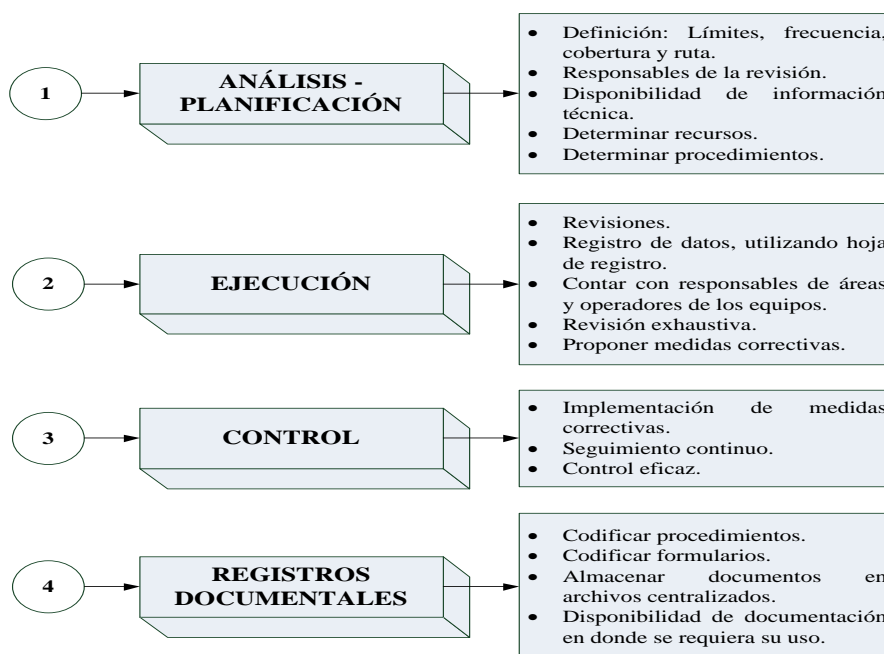 1
ANÁLISIS -
PLANIFICACIÓN
• Definición: Límites, frecuencia,
cobertura y ruta.
• Responsables de la revisión.
• Disponibilidad de información
técnica.
• Determinar recursos.
• Determinar procedimientos.
2
EJECUCIÓN
• Revisiones.
• Registro de datos, utilizando hoja
de registro.
• Contar con responsables de áreas
y operadores de los equipos.
• Revisión exhaustiva.
• Proponer medidas correctivas.
3
CONTROL
• Implementación de medidas
correctivas.
• Seguimiento continuo.
• Control eficaz.
4
REGISTROS
DOCUMENTALES
• Codificar procedimientos.
• Codificar formularios.
• Almacenar documentos en
archivos centralizados.
• Disponibilidad de documentación
en donde se requiera su uso.